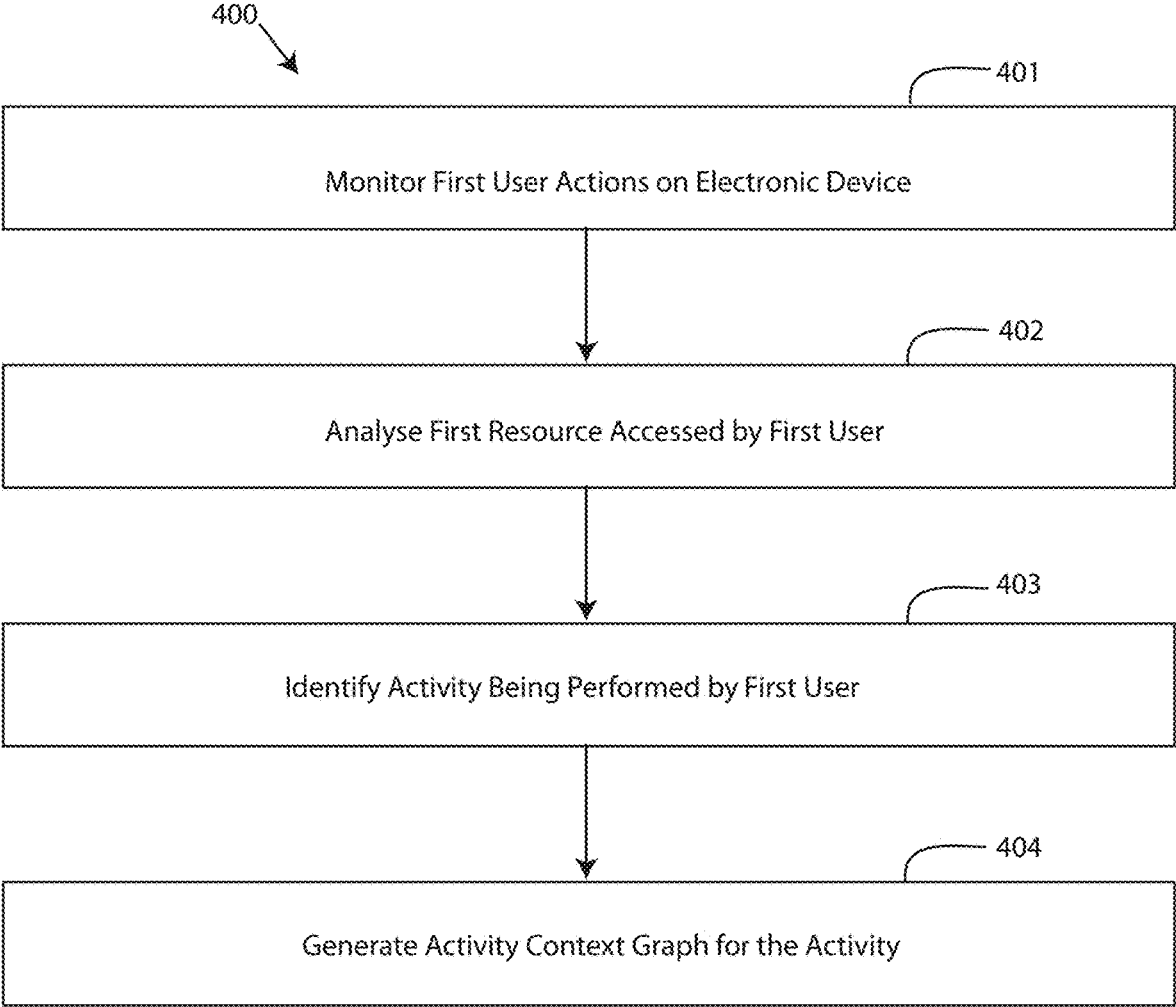 400
401
Monitor First User Actions on Electronic Device
402
Analyse First Resource Accessed by First User
403
Identify Activity Being Performed by First User
404
Generate Activity Context Graph for the Activity